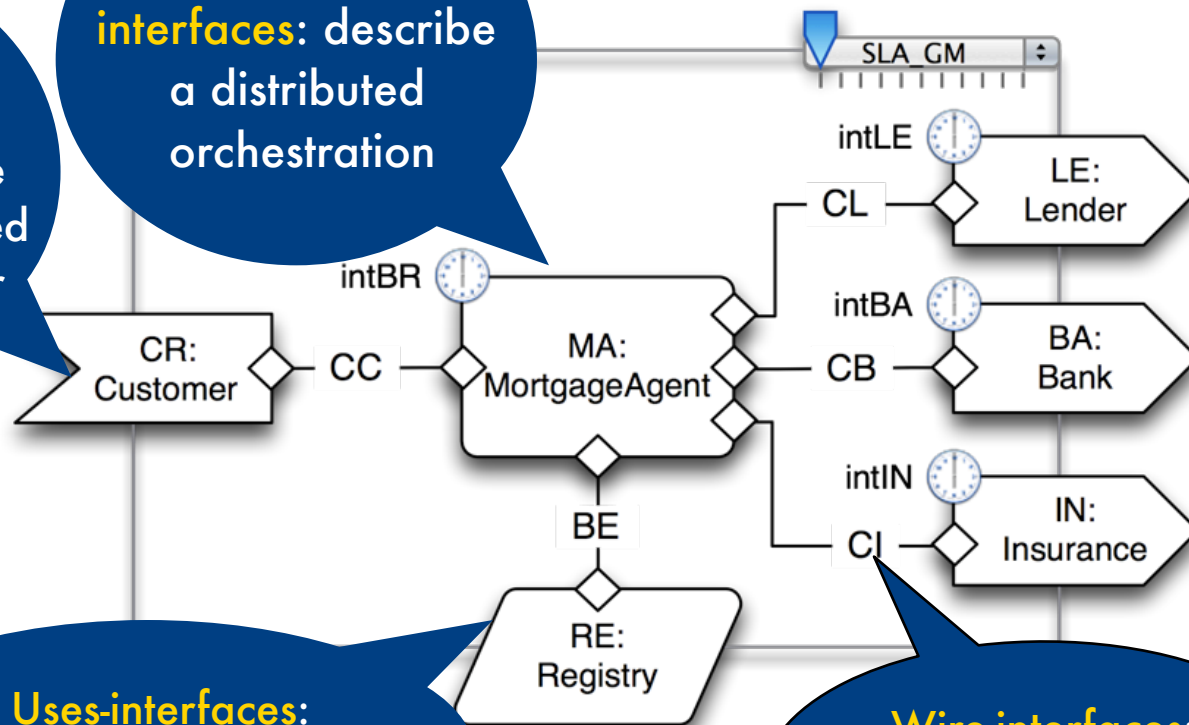 interfaces: describe
a distributed
orchestration
SLA_GM
intLE
LE:
Lender
CL
intBR
intBA
BA:
Bank
CR:
Customer
CC
MA:
MortgageAgent
CB
intIN
IN:
Insurance
CI
BE
RE:
Registry
Uses-interfaces: